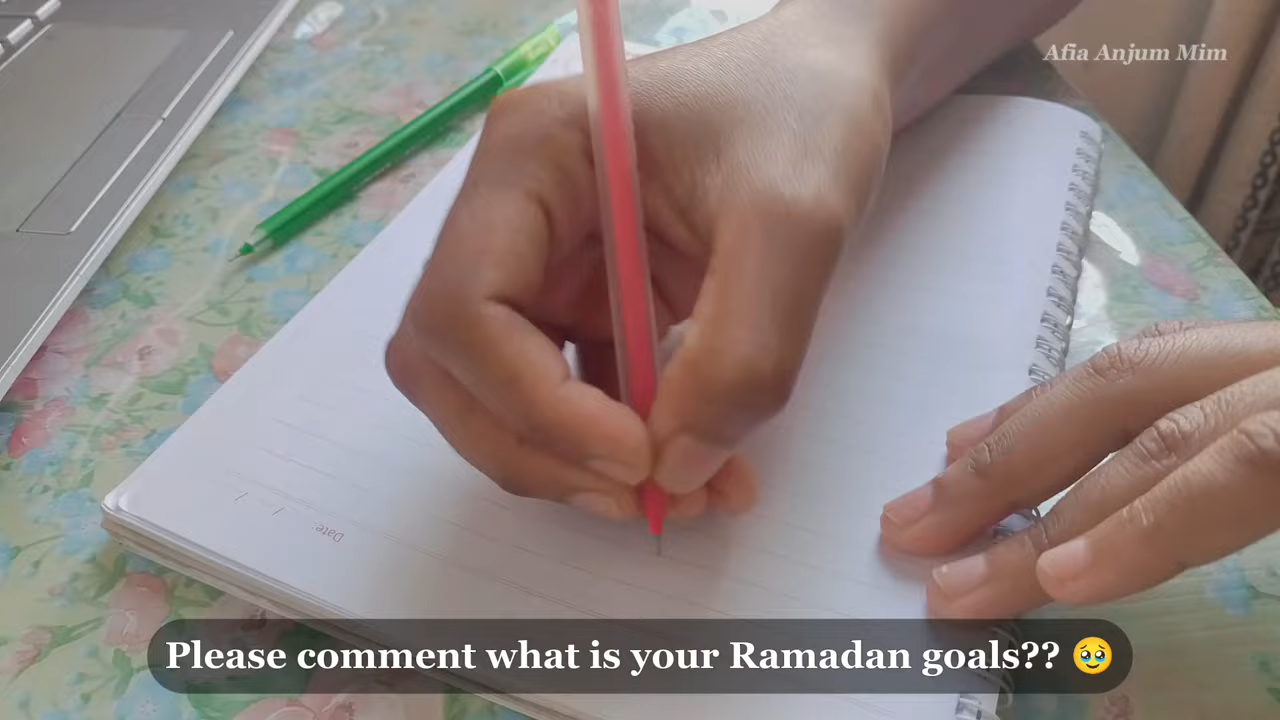 Afia Anjum Mim
Date:
/ /
Please comment what is your Ramadan goals?? 🥹